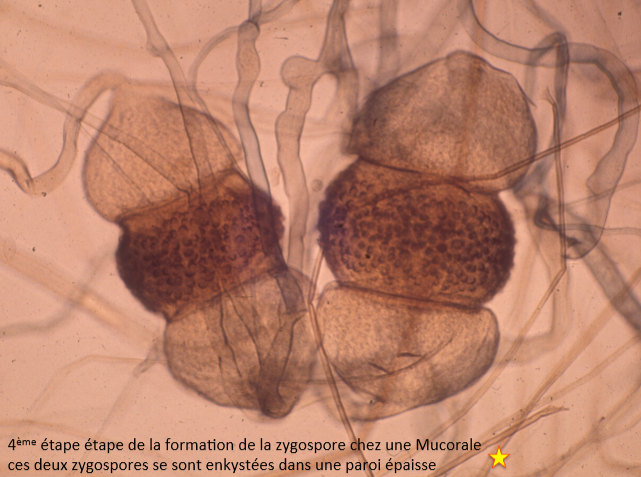 4ème étape étape de la formation de la zygospore chez une Mucorale
ces deux zygospores se sont enkystées dans une paroi épaisse